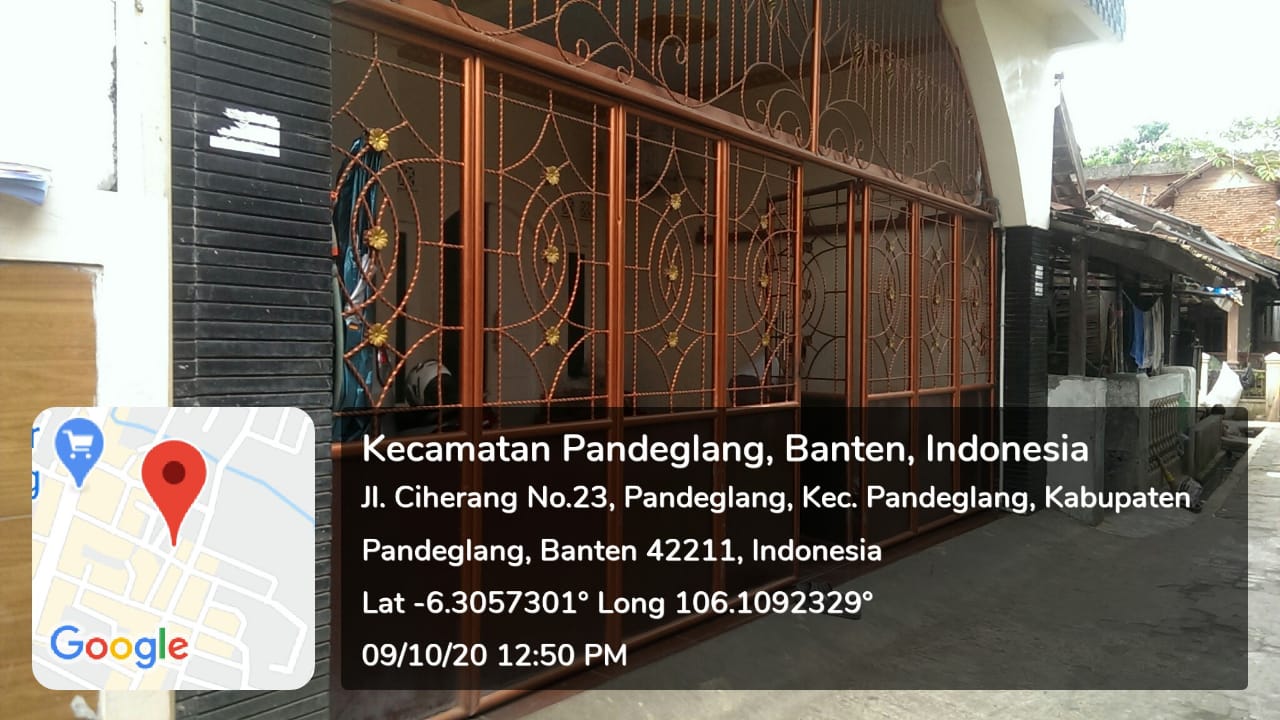 Kecamatan Pandeglang, Banten, Indonesia
Jl. Ciherang No.23, Pandeglang, Kec. Pandeglang, Kabupaten
Pandeglang, Banten 42211, Indonesia
Lat -6.3057301° Long 106.1092329°
09/10/20 12:50 PM
Google